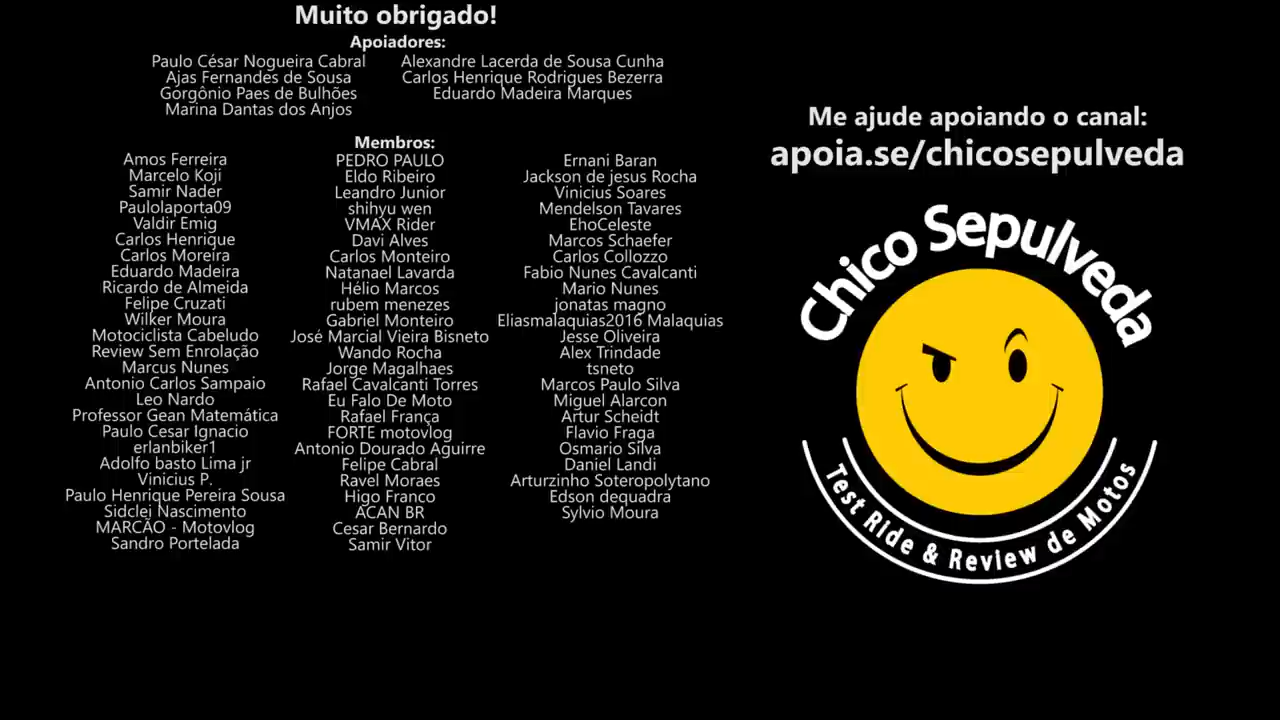 Muito obrigado!
Apoiadores:
Paulo César Nogueira Cabral
Ajas Fernandes de Sousa
Gorgônio Paes de Bulhões
Marina Dantas dos Anjos
Alexandre Lacerda de Sousa Cunha
Carlos Henrique Rodrigues Bezerra
Eduardo Madeira Marques
Membros:
Amos Ferreira
Marcelo Koji
Samir Nader
Paulolaporta09
Valdir Emig
Carlos Henrique
Carlos Moreira
Eduardo Madeira
Ricardo de Almeida
Felipe Cruzati
Wilker Moura
Motociclista Cabeludo
Review Sem Enrolação
Marcus Nunes
Antonio Carlos Sampaio
Leo Nardo
Professor Gean Matemática
Paulo Cesar Ignacio
erlanbiker1
Adolfo basto Lima jr
Vinicius P.
Paulo Henrique Pereira Sousa
Sidclei Nascimento
MARCÃO - Motovlog
Sandro Portelada
PEDRO PAULO
Eldo Ribeiro
Leandro Junior
shihyu wen
VMAX Rider
Davi Alves
Carlos Monteiro
Natanael Lavarda
Hélio Marcos
rubem menezes
Gabriel Monteiro
José Marcial Vieira Bisneto
Wando Rocha
Jorge Magalhaes
Rafael Cavalcanti Torres
Eu Falo De Moto
Rafael França
FORTE motovlog
Antonio Dourado Aguirre
Felipe Cabral
Ravel Moraes
Higo Franco
ACAN BR
Cesar Bernardo
Samir Vitor
Ernani Baran
Jackson de jesus Rocha
Vinicius Soares
Mendelson Tavares
EhoCeleste
Marcos Schaefer
Carlos Collozzo
Fabio Nunes Cavalcanti
Mario Nunes
jonatas magno
Eliasmalaquias2016 Malaquias
Jesse Oliveira
Alex Trindade
tsneto
Marcos Paulo Silva
Miguel Alarcon
Artur Scheidt
Flavio Fraga
Osmario Silva
Daniel Landi
Arturzinho Soteropolytano
Edson dequadra
Sylvio Moura
Me ajude apoiando o canal:
apoia.se/chicosepulveda
Chico Sepulveda
Test Ride & Review de Motos